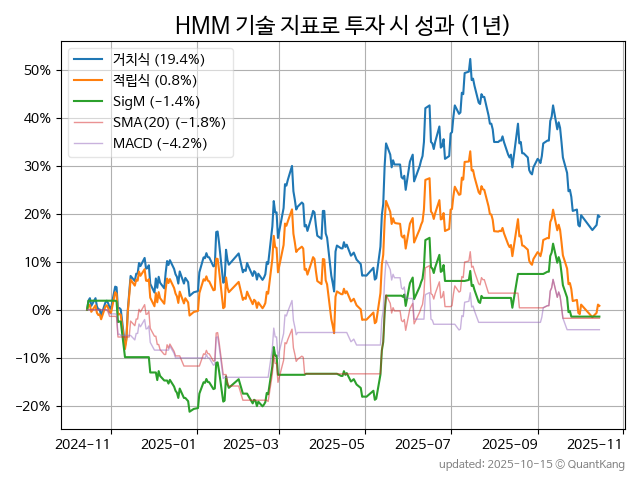 HMM 기술 지표로 투자 시 성과 (1년)
거치식 (19.4%)
적립식 (0.8%)
SigM (−1.4%)
SMA(20) (−1.8%)
MACD (−4.2%)
50%
40%
30%
20%
10%
0%
−10%
−20%
2024-11
2025-01
2025-03
2025-05
2025-07
2025-09
2025-11
updated: 2025-10-15 ⓒ QuantKang